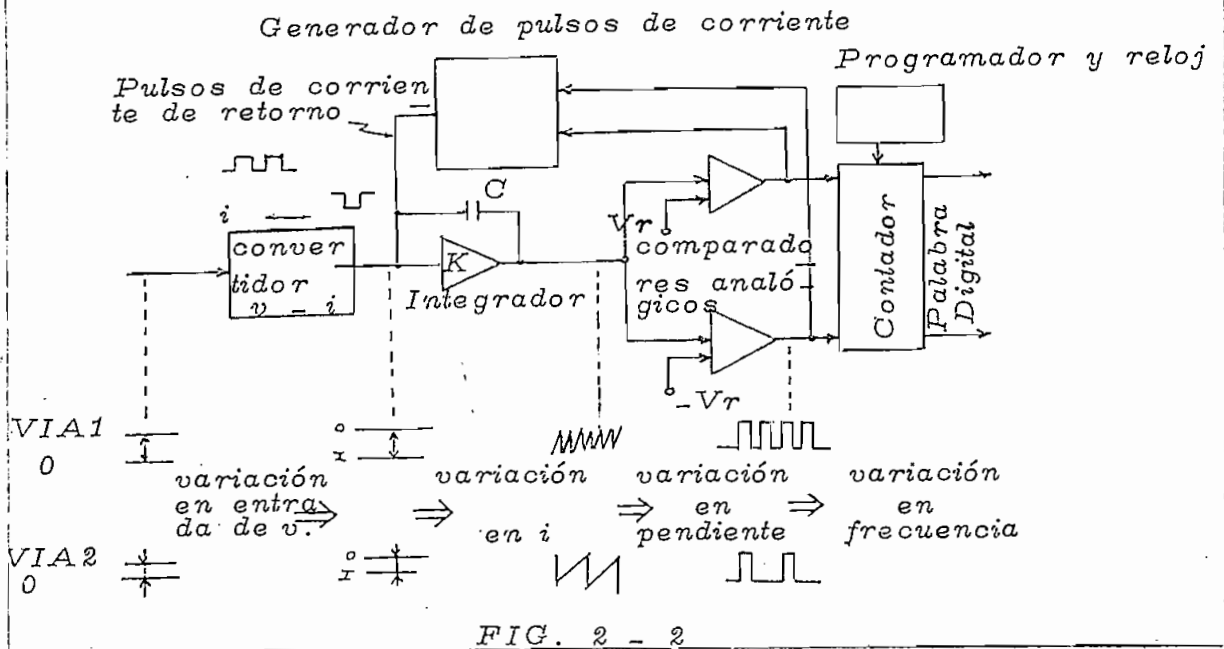 Generador de pulsos de corriente
Programador y reloj
Pulsos de corrien
te de retorno
i
C
Vr
conver
tidor
v - i
K
Integrador
comparado
res analó-
gicos
-Vr
Contador
Palabra
Digital
VIA1
0
o
I
variación
en entra
da de v.
variación
en i
variación
en
pendiente
variación
en
frecuencia
VIA2
0
o
I
FIG. 2 - 2